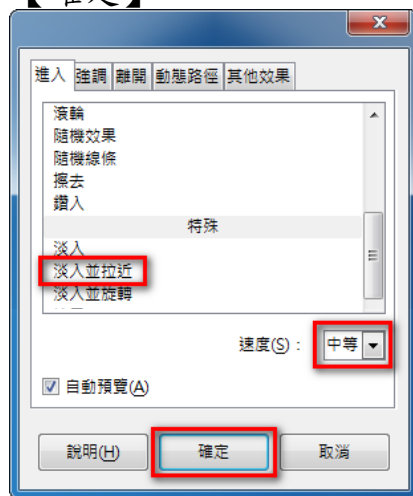 【確定】
進入 強調 離開 動態路徑 其他效果
滾輪
隨機效果
隨機線條
擦去
鑽入
特殊
淡入
淡入並拉近
淡入並旋轉
速度(S)： 中等
自動預覽(A)
說明(H) 確定 取消